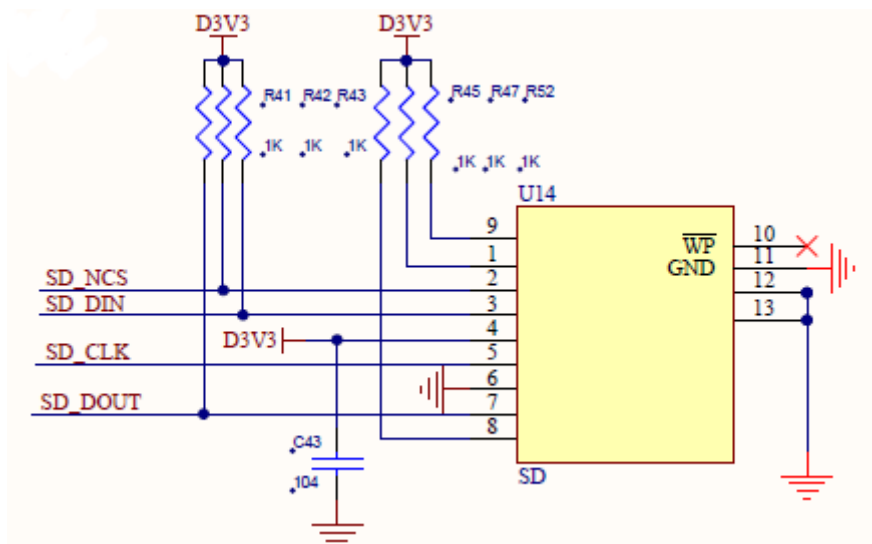 D3V3 D3V3
R41 R42 R43 R45 R47 R52
1K 1K 1K 1K 1K 1K
U14
9
WP 10
1
GND 11
SD_NCS 2
12
SD_DIN 3
13
D3V3 4
SD_CLK 5
6
SD_DOUT 7
8
C43
104
SD